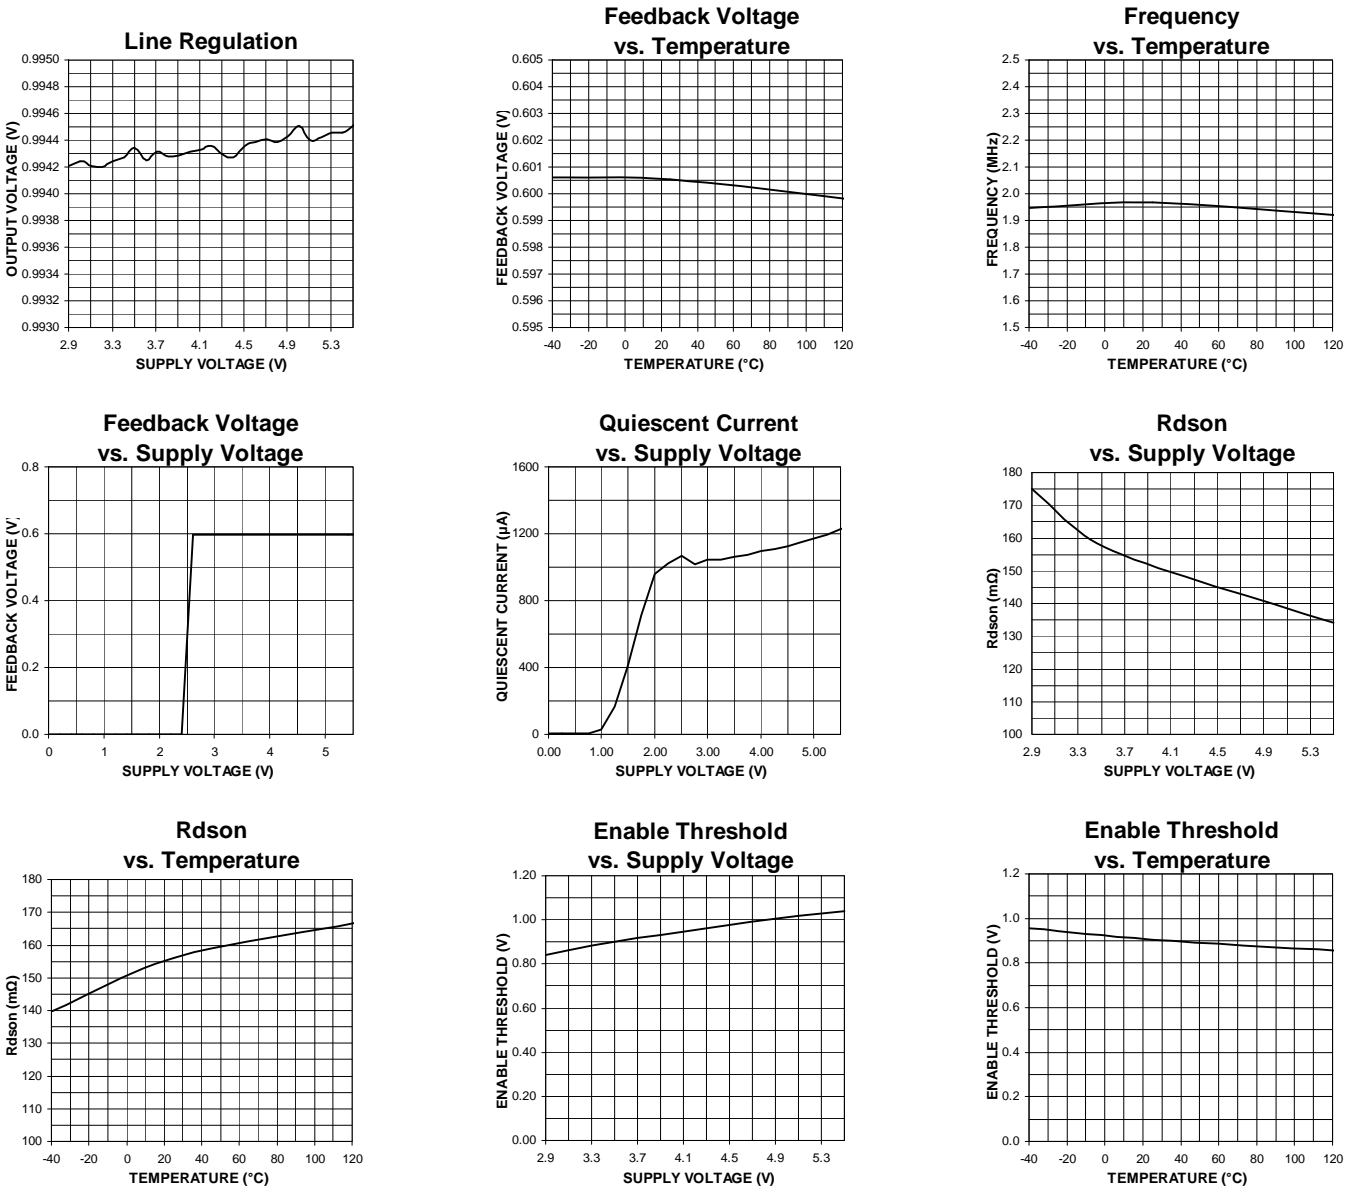 Line Regulation
OUTPUT VOLTAGE (V)
0.9950
0.9948
0.9946
0.9944
0.9942
0.9940
0.9938
0.9936
0.9934
0.9932
0.9930
2.9 3.3 3.7 4.1 4.5 4.9 5.3
SUPPLY VOLTAGE (V)
Feedback Voltage
vs. Temperature
FEEDBACK VOLTAGE (V)
0.605
0.604
0.603
0.602
0.601
0.600
0.599
0.598
0.597
0.596
0.595
-40 -20 0 20 40 60 80 100 120
TEMPERATURE (°C)
Frequency
vs. Temperature
FREQUENCY (MHz)
2.5
2.4
2.3
2.2
2.1
2.0
1.9
1.8
1.7
1.6
1.5
-40 -20 0 20 40 60 80 100 120
TEMPERATURE (°C)
Feedback Voltage
vs. Supply Voltage
FEEDBACK VOLTAGE (V)
0.8
0.6
0.4
0.2
0.0
0 1 2 3 4 5
SUPPLY VOLTAGE (V)
Quiescent Current
vs. Supply Voltage
QUIESCENT CURRENT (µA)
1600
1200
800
400
0
0.00 1.00 2.00 3.00 4.00 5.00
SUPPLY VOLTAGE (V)
Rdson
vs. Supply Voltage
Rdson (mΩ)
180
170
160
150
140
130
120
110
100
2.9 3.3 3.7 4.1 4.5 4.9 5.3
SUPPLY VOLTAGE (V)
Rdson
vs. Temperature
Rdson (mΩ)
180
170
160
150
140
130
120
110
100
-40 -20 0 20 40 60 80 100 120
TEMPERATURE (°C)
Enable Threshold
vs. Supply Voltage
ENABLE THRESHOLD (V)
1.20
1.00
0.80
0.60
0.40
0.20
0.00
2.9 3.3 3.7 4.1 4.5 4.9 5.3
SUPPLY VOLTAGE (V)
Enable Threshold
vs. Temperature
ENABLE THRESHOLD (V)
1.2
1.0
0.8
0.6
0.4
0.2
0.0
-40 -20 0 20 40 60 80 100 120
TEMPERATURE (°C)